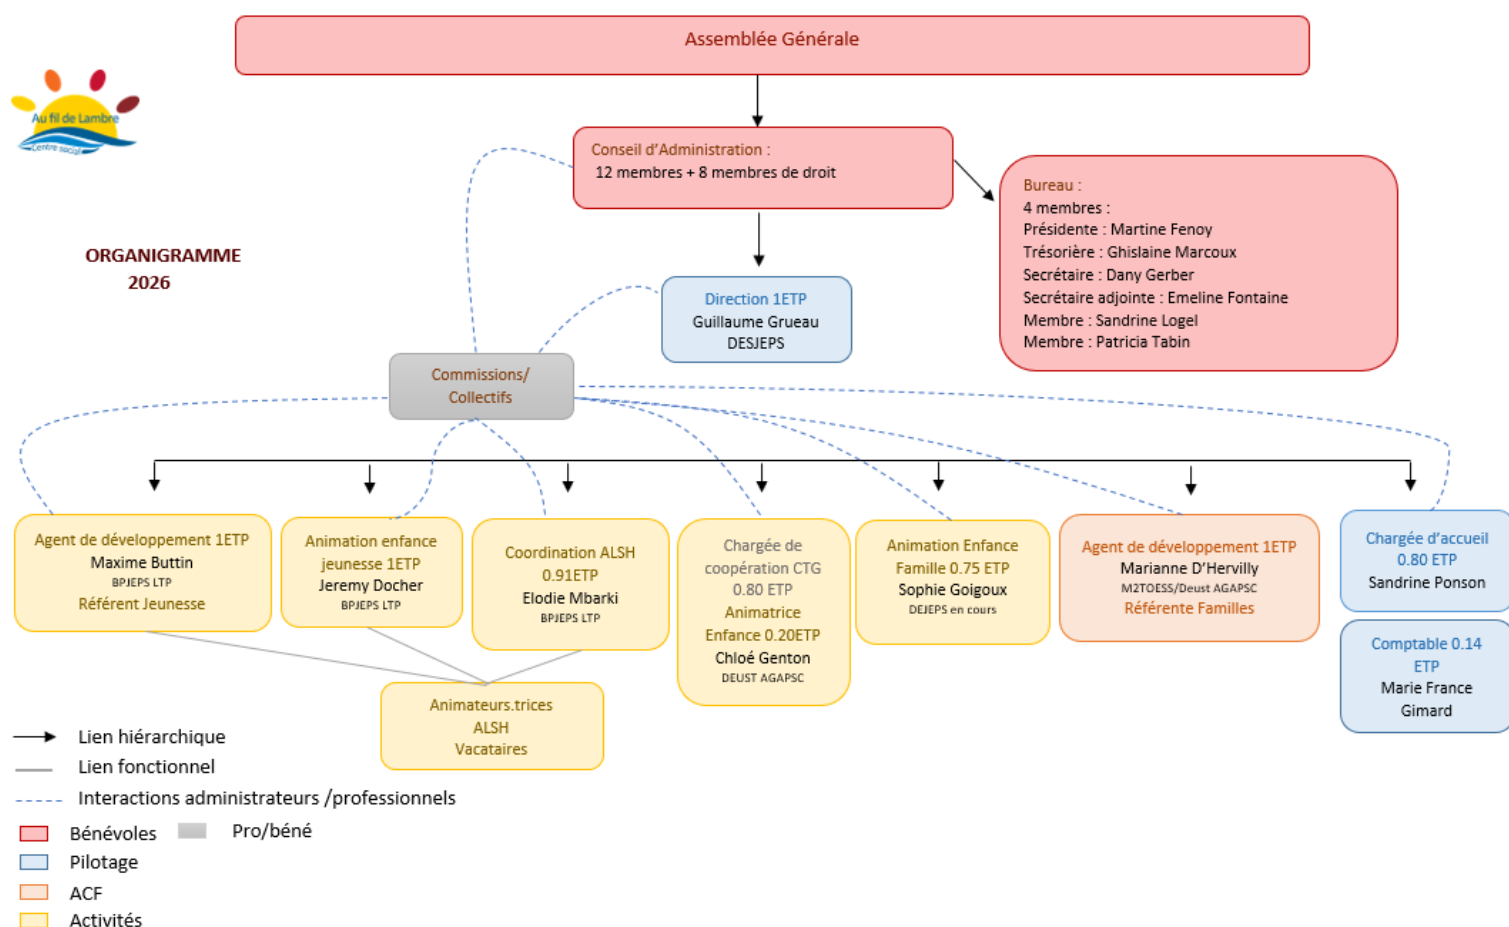 Assemblée Générale
Au fil de Lambre
Centre social
Conseil d'Administration :
12 membres + 8 membres de droit
Bureau :
4 membres :
Présidente : Martine Fenoy
Trésorière : Ghislaine Marcoux
Secrétaire : Dany Gerber
Secrétaire adjointe : Emeline Fontaine
Membre : Sandrine Logel
Membre : Patricia Tabin
ORGANIGRAMME
2026
Direction 1ETP
Guillaume Grueau
DESJEPS
Commissions/
Collectifs
Agent de développement 1ETP
Maxime Buttin
BPJEPS LTP
Référent Jeunesse
Animation enfance
jeunesse 1ETP
Jeremy Docher
BPJEPS LTP
Coordination ALSH
0.91ETP
Elodie Mbarki
BPJEPS LTP
Chargée de
coopération CTG
0.80 ETP
Animatrice
Enfance 0.20ETP
Chloé Genton
DEUST AGAPSC
Animation Enfance
Famille 0.75 ETP
Sophie Goigoux
DEJEPS en cours
Agent de développement 1ETP
Marianne D'Hervilly
M2TOESS/Deust AGAPSC
Référente Familles
Chargée d'accueil
0.80 ETP
Sandrine Ponson
Comptable 0.14
ETP
Marie France
Gimard
Animateurs.trices
ALSH
Vacataires
Lien hiérarchique
Lien fonctionnel
Interactions administrateurs /professionnels
Bénévoles
Pro/béné
Pilotage
ACF
Activités